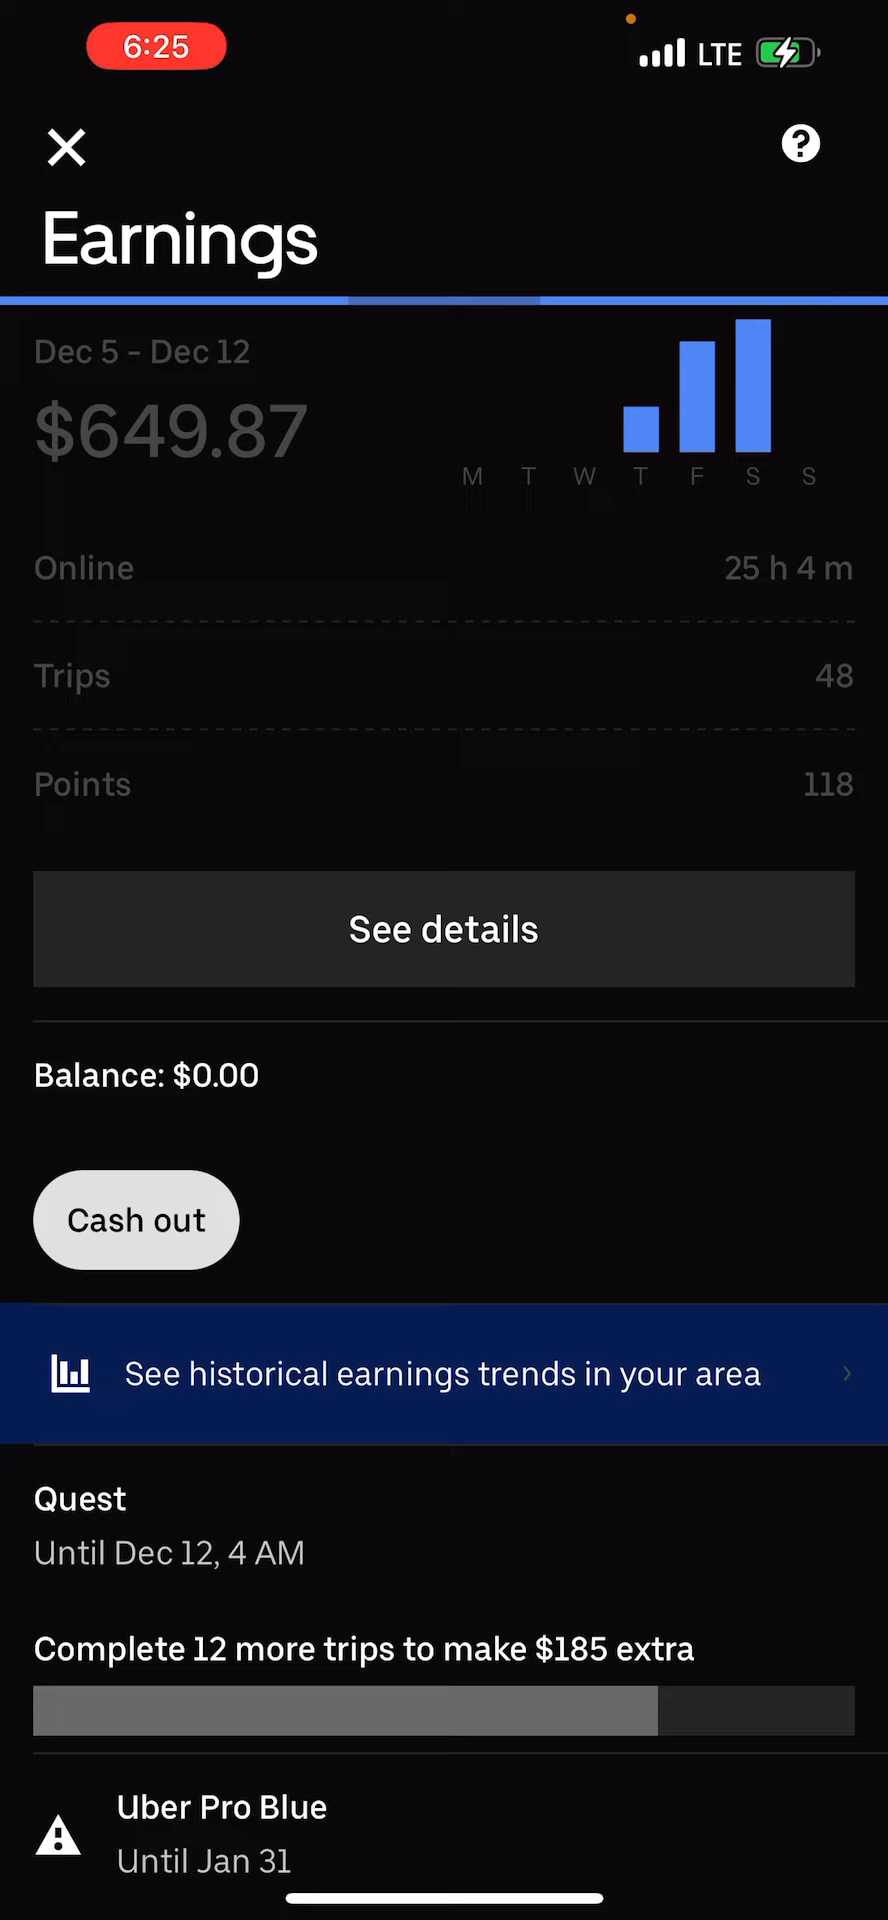 6:25
LTE
Earnings
Dec 5 - Dec 12
$649.87
M T W T F S S
Online 25 h 4 m
Trips 48
Points 118
See details
Balance: $0.00
Cash out
See historical earnings trends in your area
Quest
Until Dec 12, 4 AM
Complete 12 more trips to make $185 extra
Uber Pro Blue
Until Jan 31